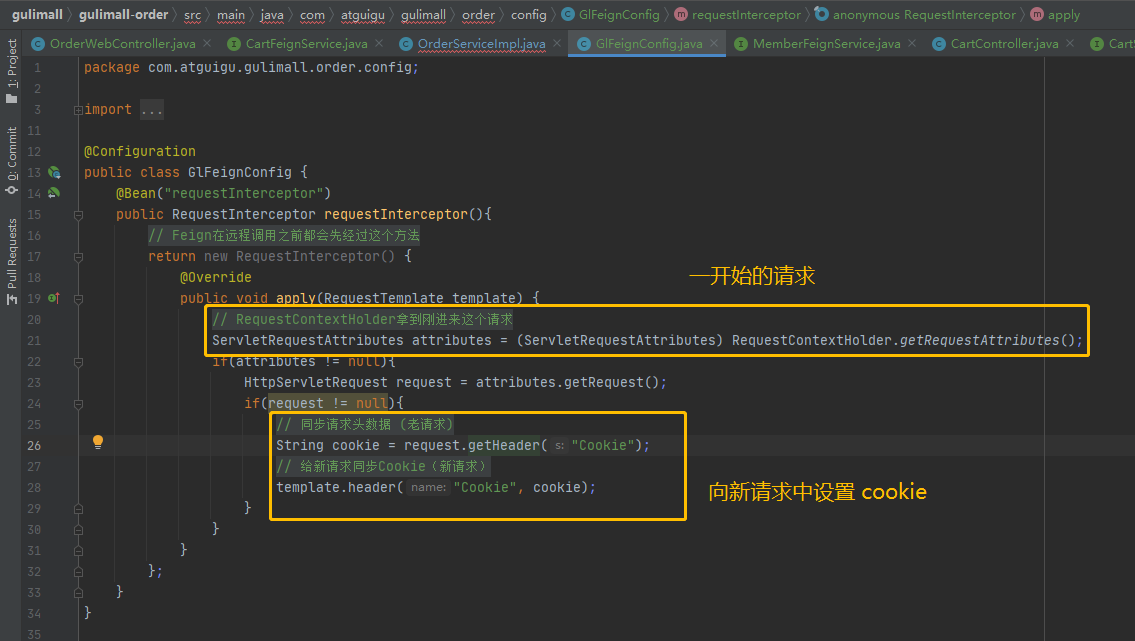 gulimall gulimall-order src main java com atguigu gulimall order config GlFeignConfig requestInterceptor anonymous RequestInterceptor apply
OrderWebController.java CartFeignService.java OrderServiceImpl.java GlFeignConfig.java MemberFeignService.java CartController.java CartS
1: Project
0: Commit
Pull Requests
1 package com.atguigu.gulimall.order.config;
2
3 import ...
11
12 @Configuration
13 public class GlFeignConfig {
14 @Bean("requestInterceptor")
15 public RequestInterceptor requestInterceptor(){
16 // Feign在远程调用之前都会先经过这个方法
17 return new RequestInterceptor() {
18 @Override
一开始的请求
19 public void apply(RequestTemplate template) {
20 // RequestContextHolder拿到刚进来这个请求
21 ServletRequestAttributes attributes = (ServletRequestAttributes) RequestContextHolder.getRequestAttributes();
22 if(attributes != null){
23 HttpServletRequest request = attributes.getRequest();
24 if(request != null){
25 // 同步请求头数据（老请求）
26 String cookie = request.getHeader( s: "Cookie");
27 // 给新请求同步Cookie（新请求）
28 template.header( name: "Cookie", cookie);
向新请求中设置 cookie
29 }
30 }
31 }
32 };
33 }
34 }
35